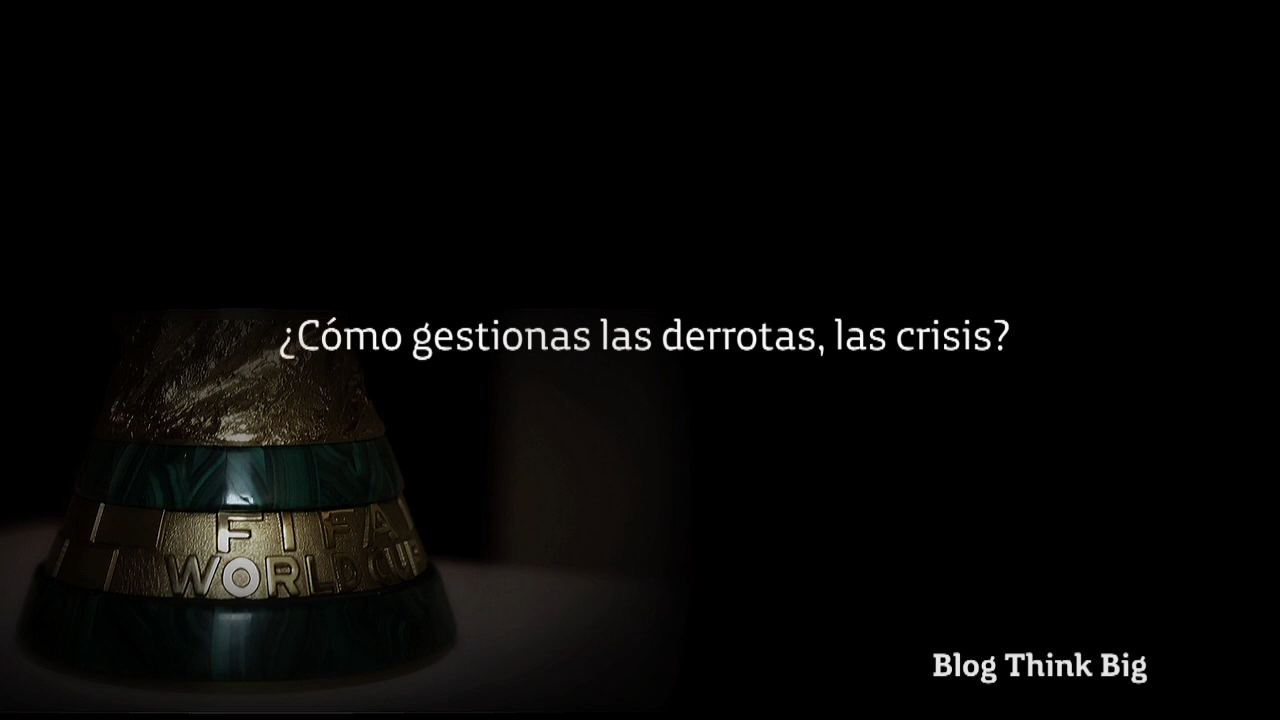 ¿Cómo gestionas las derrotas, las crisis?
FIFA
WORLD CUP
Blog Think Big